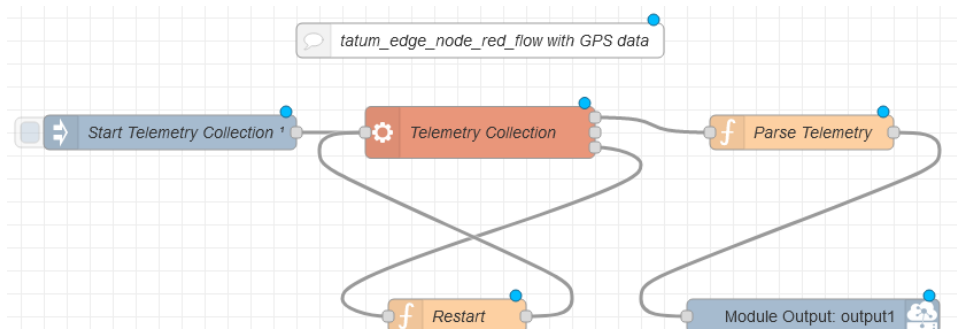 tatum_edge_node_red_flow with GPS data
Start Telemetry Collection ¹
Telemetry Collection
Parse Telemetry
Restart
Module Output: output1